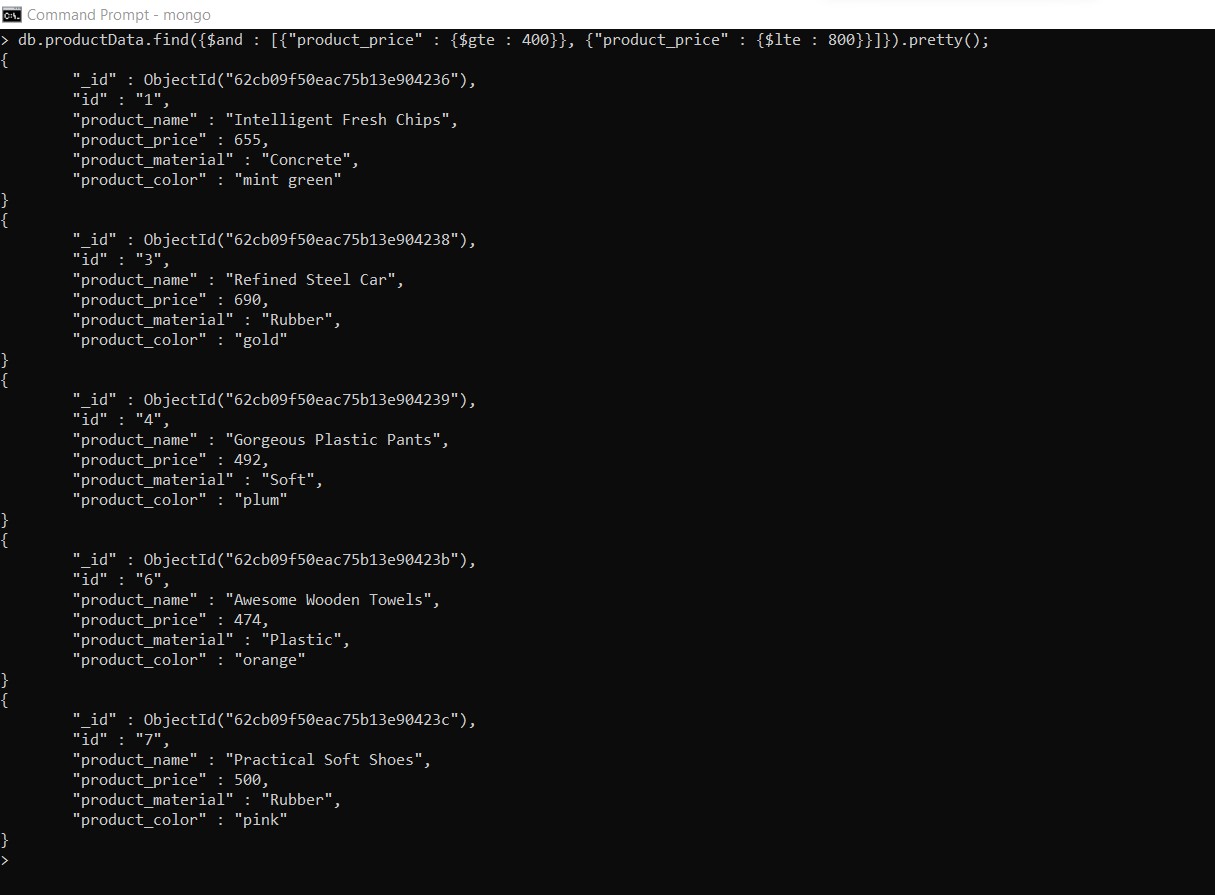 Command Prompt - mongo
> db.productData.find({$and : [{"product_price" : {$gte : 400}}, {"product_price" : {$lte : 800}}]}).pretty();
{
        "_id" : ObjectId("62cb09f50eac75b13e904236"),
        "id" : "1",
        "product_name" : "Intelligent Fresh Chips",
        "product_price" : 655,
        "product_material" : "Concrete",
        "product_color" : "mint green"
}
{
        "_id" : ObjectId("62cb09f50eac75b13e904238"),
        "id" : "3",
        "product_name" : "Refined Steel Car",
        "product_price" : 690,
        "product_material" : "Rubber",
        "product_color" : "gold"
}
{
        "_id" : ObjectId("62cb09f50eac75b13e904239"),
        "id" : "4",
        "product_name" : "Gorgeous Plastic Pants",
        "product_price" : 492,
        "product_material" : "Soft",
        "product_color" : "plum"
}
{
        "_id" : ObjectId("62cb09f50eac75b13e90423b"),
        "id" : "6",
        "product_name" : "Awesome Wooden Towels",
        "product_price" : 474,
        "product_material" : "Plastic",
        "product_color" : "orange"
}
{
        "_id" : ObjectId("62cb09f50eac75b13e90423c"),
        "id" : "7",
        "product_name" : "Practical Soft Shoes",
        "product_price" : 500,
        "product_material" : "Rubber",
        "product_color" : "pink"
}
>